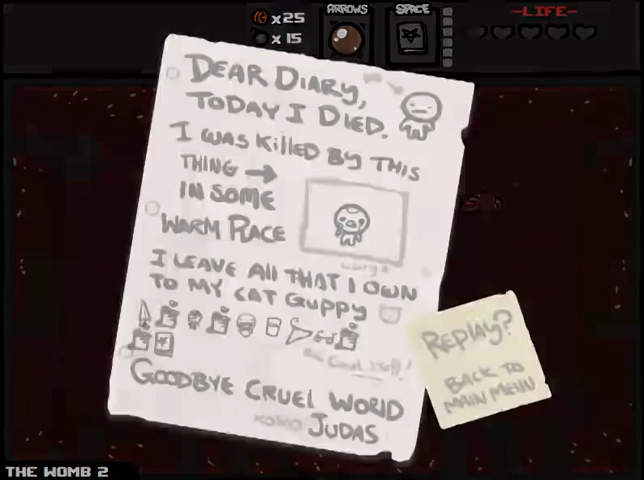 x25
x15
ARROWS
SPACE
-LIFE-
DEAR DIARY,
TODAY I DIED.
I WAS KILLED BY THIS
THING →
IN SOME
WARM PLACE
I LEAVE ALL THAT I OWN
TO MY CAT GUPPY
GOODBYE CRUEL WORLD
XOXO JUDAS
REPLAY?
BACK TO
MAIN MENU
THE WOMB 2